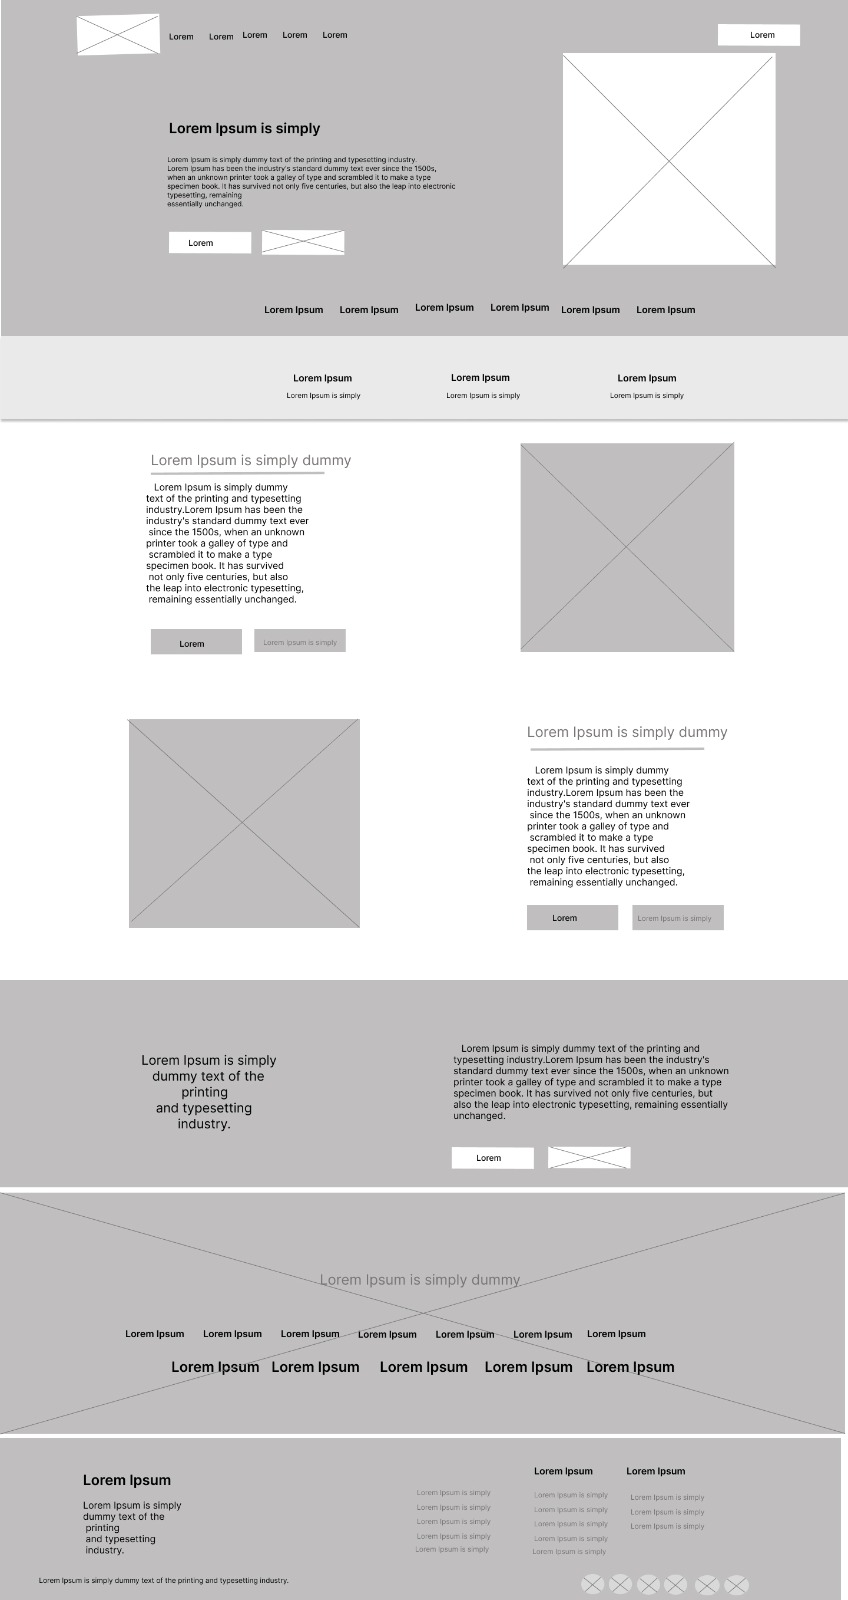 Lorem Lorem Lorem Lorem Lorem
Lorem
Lorem Ipsum is simply
Lorem Ipsum is simply dummy text of the printing and typesetting industry.
Lorem Ipsum has been the industry's standard dummy text ever since the 1500s,
when an unknown printer took a galley of type and scrambled it to make a type
specimen book. It has survived not only five centuries, but also the leap into electronic
typesetting, remaining
essentially unchanged.
Lorem
Lorem Ipsum Lorem Ipsum Lorem Ipsum Lorem Ipsum Lorem Ipsum Lorem Ipsum
Lorem Ipsum Lorem Ipsum Lorem Ipsum
Lorem Ipsum is simply Lorem Ipsum is simply Lorem Ipsum is simply
Lorem Ipsum is simply dummy
Lorem Ipsum is simply dummy
text of the printing and typesetting
industry.Lorem Ipsum has been the
industry's standard dummy text ever
since the 1500s, when an unknown
printer took a galley of type and
scrambled it to make a type
specimen book. It has survived
not only five centuries, but also
the leap into electronic typesetting,
remaining essentially unchanged.
Lorem Lorem Ipsum is simply
Lorem Ipsum is simply dummy
Lorem Ipsum is simply dummy
text of the printing and typesetting
industry.Lorem Ipsum has been the
industry's standard dummy text ever
since the 1500s, when an unknown
printer took a galley of type and
scrambled it to make a type
specimen book. It has survived
not only five centuries, but also
the leap into electronic typesetting,
remaining essentially unchanged.
Lorem Lorem Ipsum is simply
Lorem Ipsum is simply
dummy text of the
printing
and typesetting
industry.
Lorem Ipsum is simply dummy text of the printing and
typesetting industry.Lorem Ipsum has been the industry's
standard dummy text ever since the 1500s, when an unknown
printer took a galley of type and scrambled it to make a type
specimen book. It has survived not only five centuries, but
also the leap into electronic typesetting, remaining essentially
unchanged.
Lorem
Lorem Ipsum is simply dummy
Lorem Ipsum Lorem Ipsum Lorem Ipsum Lorem Ipsum Lorem Ipsum Lorem Ipsum Lorem Ipsum
Lorem Ipsum Lorem Ipsum Lorem Ipsum Lorem Ipsum Lorem Ipsum
Lorem Ipsum
Lorem Ipsum is simply
dummy text of the
printing
and typesetting
industry.
Lorem Ipsum is simply
Lorem Ipsum is simply
Lorem Ipsum is simply
Lorem Ipsum is simply
Lorem Ipsum is simply
Lorem Ipsum
Lorem Ipsum is simply
Lorem Ipsum is simply
Lorem Ipsum is simply
Lorem Ipsum is simply
Lorem Ipsum is simply
Lorem Ipsum
Lorem Ipsum is simply
Lorem Ipsum is simply
Lorem Ipsum is simply
Lorem Ipsum is simply dummy text of the printing and typesetting industry.